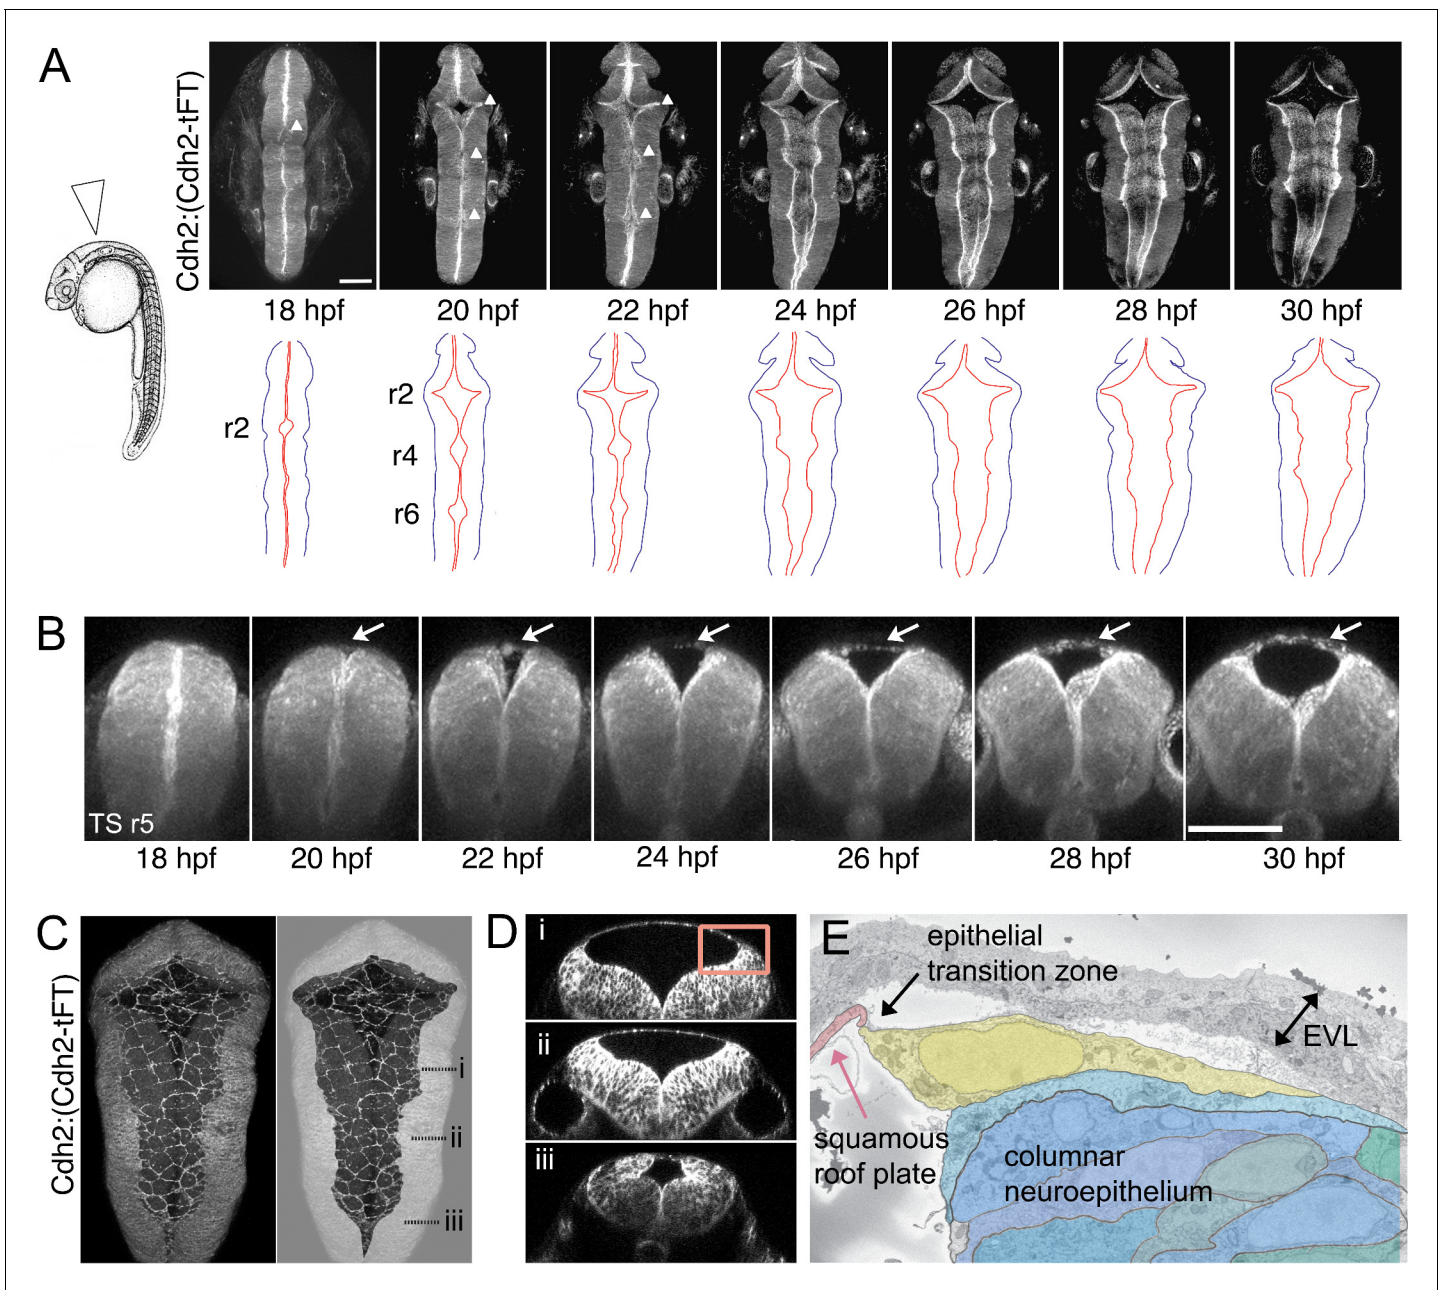 A
Cdh2:(Cdh2-tFT)
18 hpf
20 hpf
22 hpf
24 hpf
26 hpf
28 hpf
30 hpf
r2
r2
r4
r6
B
TS r5
18 hpf
20 hpf
22 hpf
24 hpf
26 hpf
28 hpf
30 hpf
C
Cdh2:(Cdh2-tFT)
i
ii
iii
D
i
ii
iii
E
epithelial
transition zone
EVL
squamous
roof plate
columnar
neuroepithelium